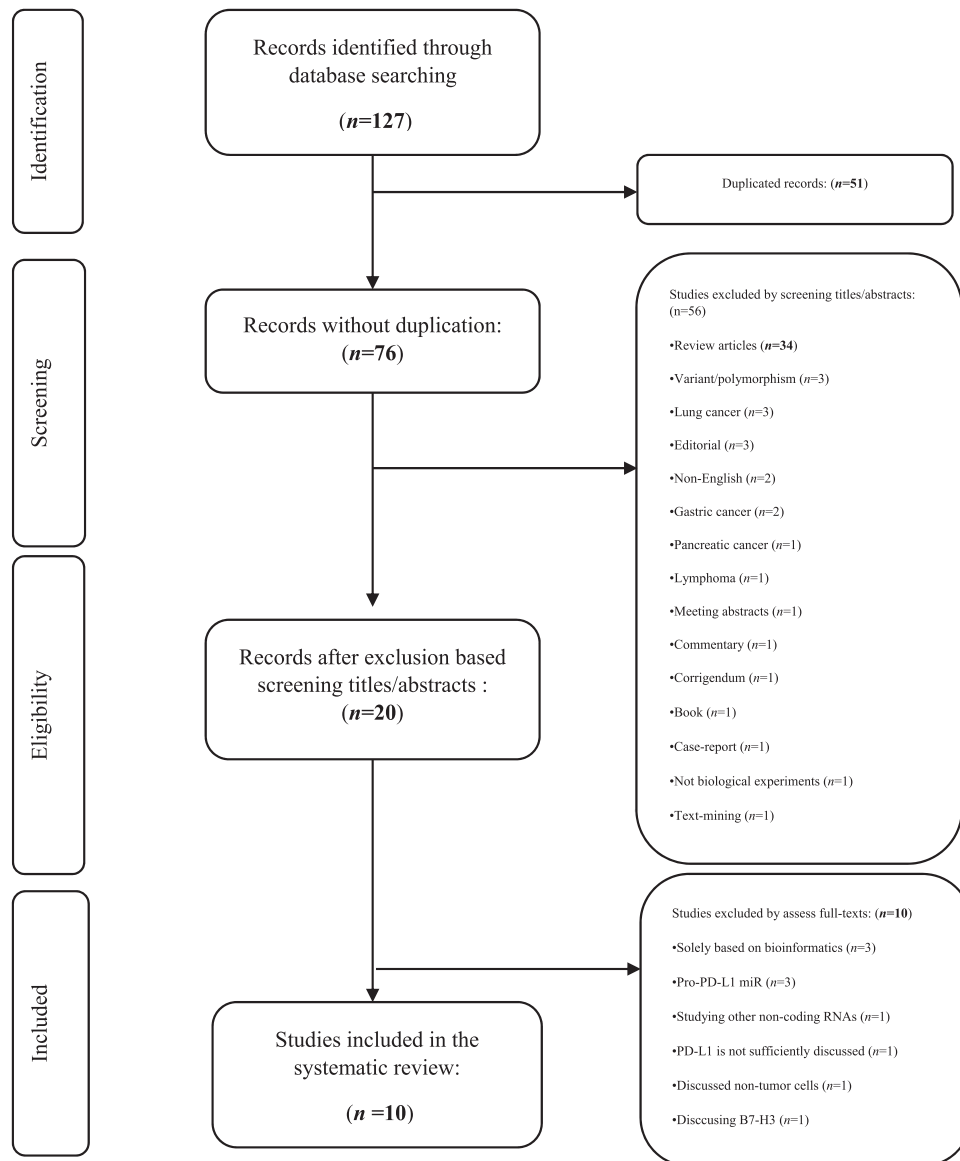 Identification
Records identified through
database searching
(n=127)
Duplicated records: (n=51)
Screening
Records without duplication:
(n=76)
Studies excluded by screening titles/abstracts:
(n=56)
•Review articles (n=34)
•Variant/polymorphism (n=3)
•Lung cancer (n=3)
•Editorial (n=3)
•Non-English (n=2)
•Gastric cancer (n=2)
•Pancreatic cancer (n=1)
•Lymphoma (n=1)
•Meeting abstracts (n=1)
•Commentary (n=1)
•Corrigendum (n=1)
•Book (n=1)
•Case-report (n=1)
•Not biological experiments (n=1)
•Text-mining (n=1)
Eligibility
Records after exclusion based
screening titles/abstracts :
(n=20)
Included
Studies excluded by assess full-texts: (n=10)
•Solely based on bioinformatics (n=3)
•Pro-PD-L1 miR (n=3)
•Studying other non-coding RNAs (n=1)
•PD-L1 is not sufficiently discussed (n=1)
•Discussed non-tumor cells (n=1)
•Disccusing B7-H3 (n=1)
Studies included in the
systematic review:
(n =10)